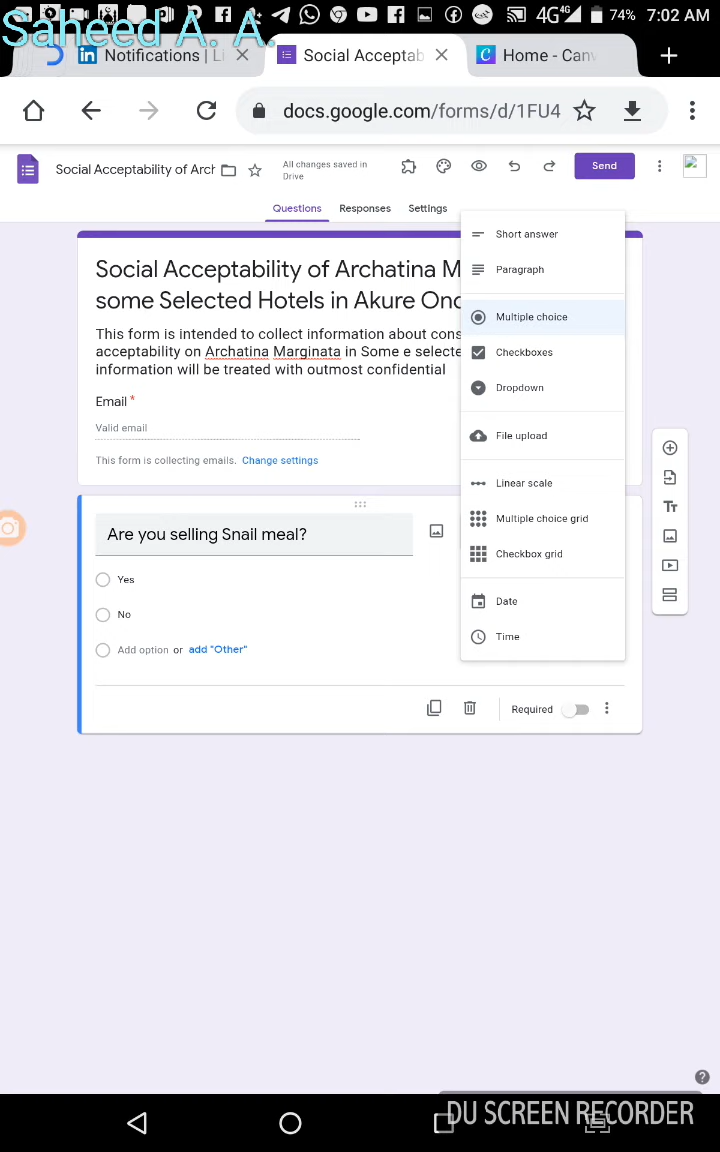 Saheed A. A.
4G 4G 74% 7:02 AM
Notifications | Li
Social Acceptab
Home - Canv
docs.google.com/forms/d/1FU4
Social Acceptability of Arch
All changes saved in
Drive
Send
Questions Responses Settings
Social Acceptability of Archatina M
some Selected Hotels in Akure Ond
This form is intended to collect information about cons
acceptability on Archatina Marginata in Some e selecte
information will be treated with outmost confidential
Email *
Valid email
This form is collecting emails. Change settings
Short answer
Paragraph
Multiple choice
Checkboxes
Dropdown
File upload
Linear scale
Multiple choice grid
Checkbox grid
Date
Time
Tт
Are you selling Snail meal?
Yes
No
Add option or add "Other"
Required
DU SCREEN RECORDER